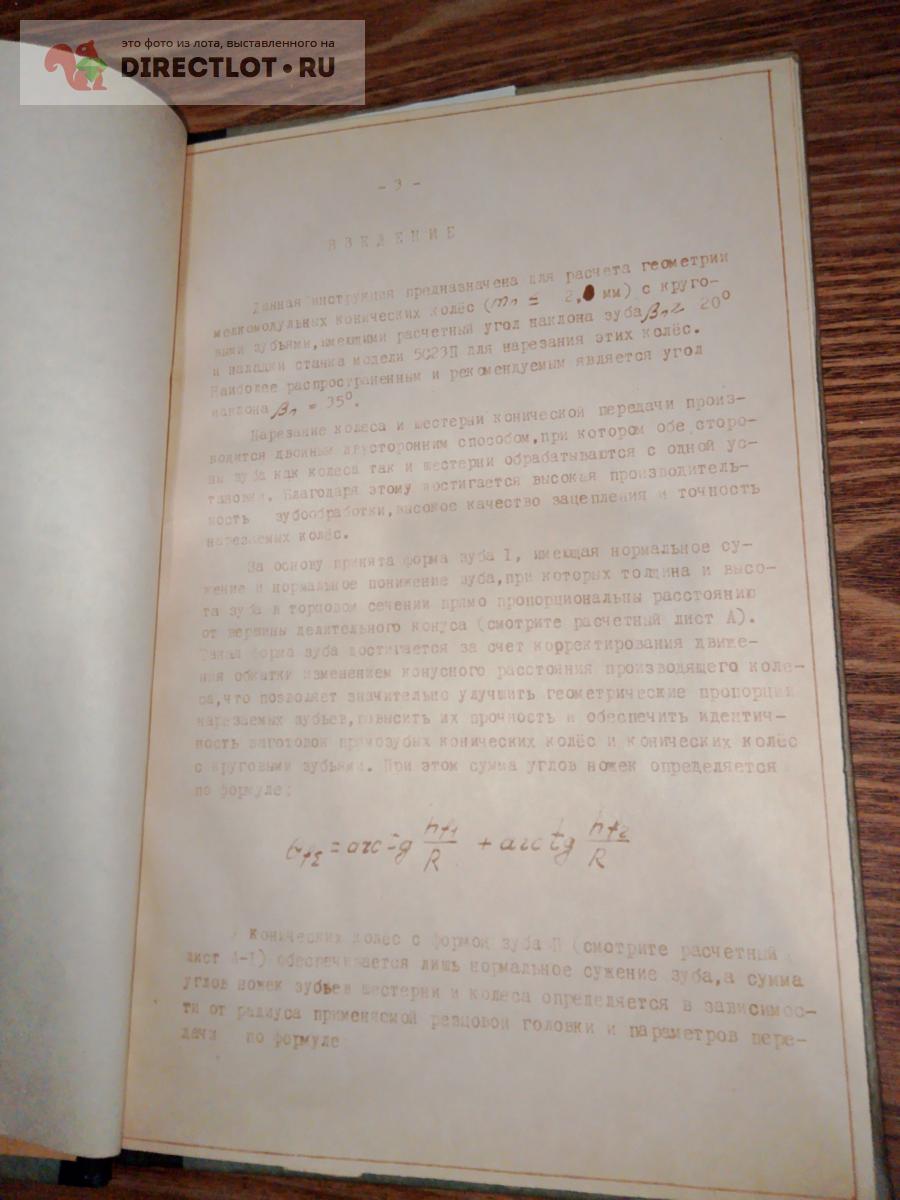 это фото из лота, выставленного на
DIRECTLOT.RU
- 3 -
ВВЕДЕНИЕ
Данная инструкция предназначена для расчета геометрии
мелкомодульных конических колёс (mₙ ≤ 2,0 мм) с круго-
выми зубьями, имеющими расчетный угол наклона зуба βₙ ≥ 20°
и наладки станка модели 5С23П для нарезания этих колёс.
Наиболее распространенным и рекомендуемым является угол
наклона βₙ = 35°.
Нарезание колеса и шестерни конической передачи произ-
водится двойным двусторонним способом, при котором обе сторо-
ны зуба как колеса так и шестерни обрабатываются с одной ус-
тановки. Благодаря этому достигается высокая производитель-
ность зубообработки, высокое качество зацепления и точность
нарезаемых колёс.
За основу принята форма зуба I, имеющая нормальное су-
жение и нормальное понижение зуба, при которых толщина и высо-
та зуба в торцовом сечении прямо пропорциональны расстоянию
от вершины делительного конуса (смотрите расчетный лист А).
Такая форма зуба достигается за счет корректирования движе-
ния обкатки изменением конусного расстояния производящего коле-
са, что позволяет значительно улучшить геометрические пропорции
нарезаемых зубьев, повысить их прочность и обеспечить идентич-
ность заготовок прямозубых конических колёс и конических колёс
с круговыми зубьями. При этом сумма углов ножек определяется
по формуле:
θfΣ = arctg hf1/R + arctg hf2/R
У конических колёс с формой зуба II (смотрите расчетный
лист А-I) обеспечивается лишь нормальное сужение зуба, а сумма
углов ножек зубьев шестерни и колеса определяется в зависимос-
ти от радиуса применяемой резцовой головки и параметров пере-
дачи по формуле